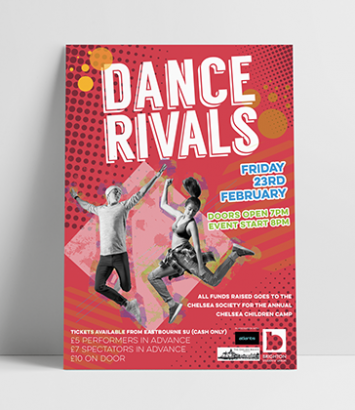 DANCE
RIVALS
FRIDAY
23RD
FEBRUARY
DOORS OPEN 7PM
EVENT START 8PM
ALL FUNDS RAISED GOES TO THE
CHELSEA SOCIETY FOR THE ANNUAL
CHELSEA CHILDREN CAMP
TICKETS AVAILABLE FROM EASTBOURNE SU (CASH ONLY)
£5 PERFORMERS IN ADVANCE
£7 SPECTATORS IN ADVANCE
£10 ON DOOR
BRIGHTON